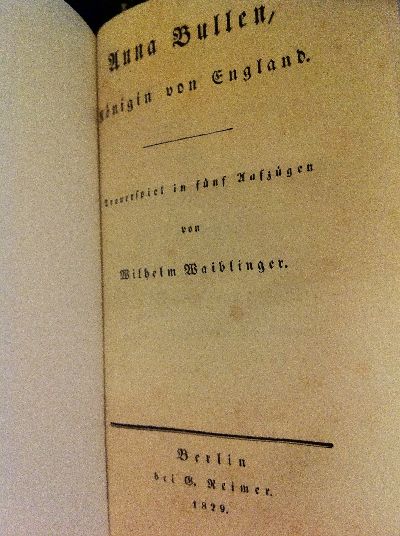 Anna Bullen,
Königin von England.
Trauerspiel in fünf Aufzügen
von
Wilhelm Waiblinger.
Berlin
bei G. Reimer.
1829.